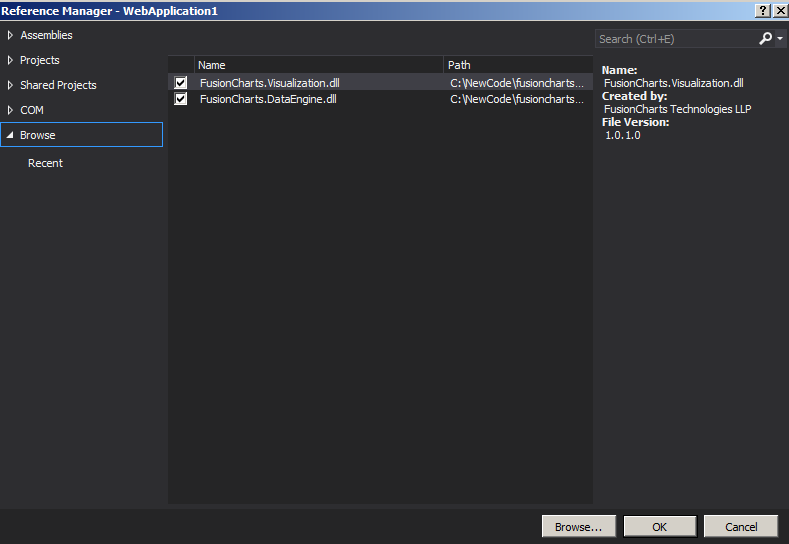 Reference Manager - WebApplication1
Assemblies
Projects
Shared Projects
COM
Browse
Recent
Name Path
FusionCharts.Visualization.dll C:\NewCode\fusioncharts...
FusionCharts.DataEngine.dll C:\NewCode\fusioncharts...
Search (Ctrl+E)
Name:
FusionCharts.Visualization.dll
Created by:
FusionCharts Technologies LLP
File Version:
1.0.1.0
Browse... OK Cancel